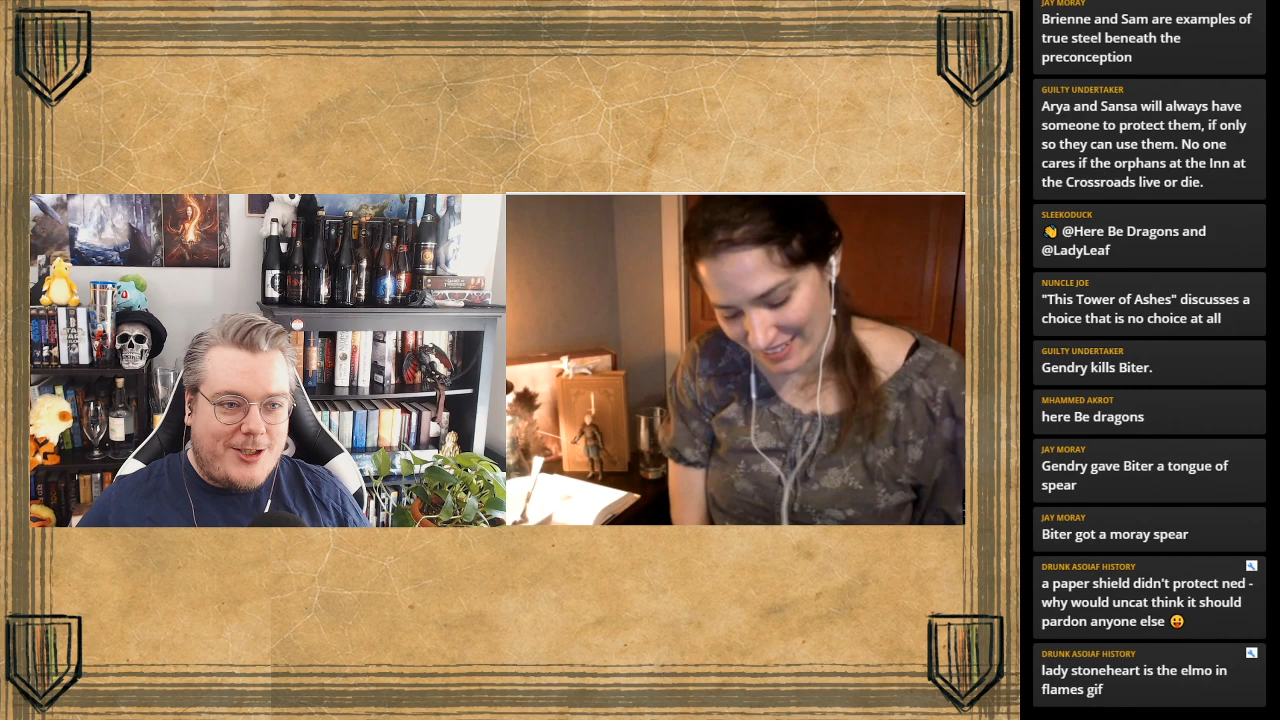 JAY MORAY
Brienne and Sam are examples of
true steel beneath the
preconception
GUILTY UNDERTAKER
Arya and Sansa will always have
someone to protect them, if only
so they can use them. No one
cares if the orphans at the Inn at
the Crossroads live or die.
SLEEKODUCK
👋 @Here Be Dragons and
@LadyLeaf
NUNCLE JOE
"This Tower of Ashes" discusses a
choice that is no choice at all
GUILTY UNDERTAKER
Gendry kills Biter.
MHAMMED AKROT
here Be dragons
JAY MORAY
Gendry gave Biter a tongue of
spear
JAY MORAY
Biter got a moray spear
DRUNK ASOIAF HISTORY
a paper shield didn't protect ned -
why would uncat think it should
pardon anyone else 😛
DRUNK ASOIAF HISTORY
lady stoneheart is the elmo in
flames gif